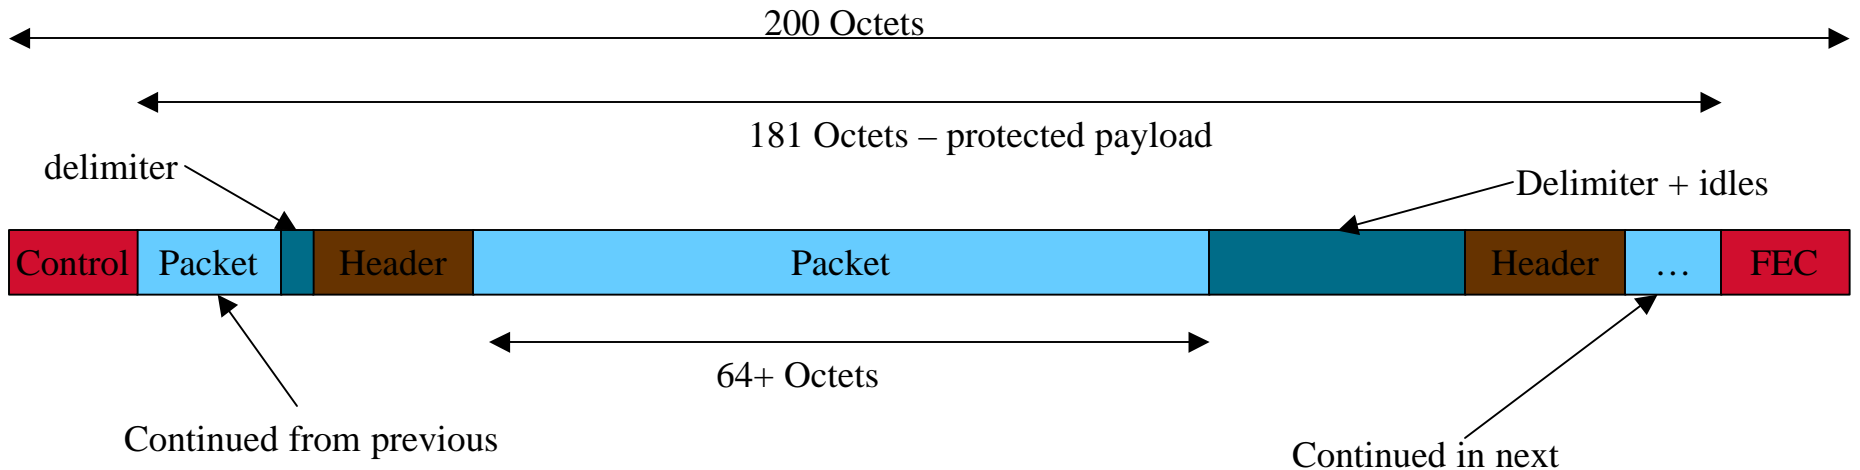 200 Octets
181 Octets – protected payload
delimiter
Delimiter + idles
Control
Packet
Header
Packet
Header
…
FEC
64+ Octets
Continued from previous
Continued in next